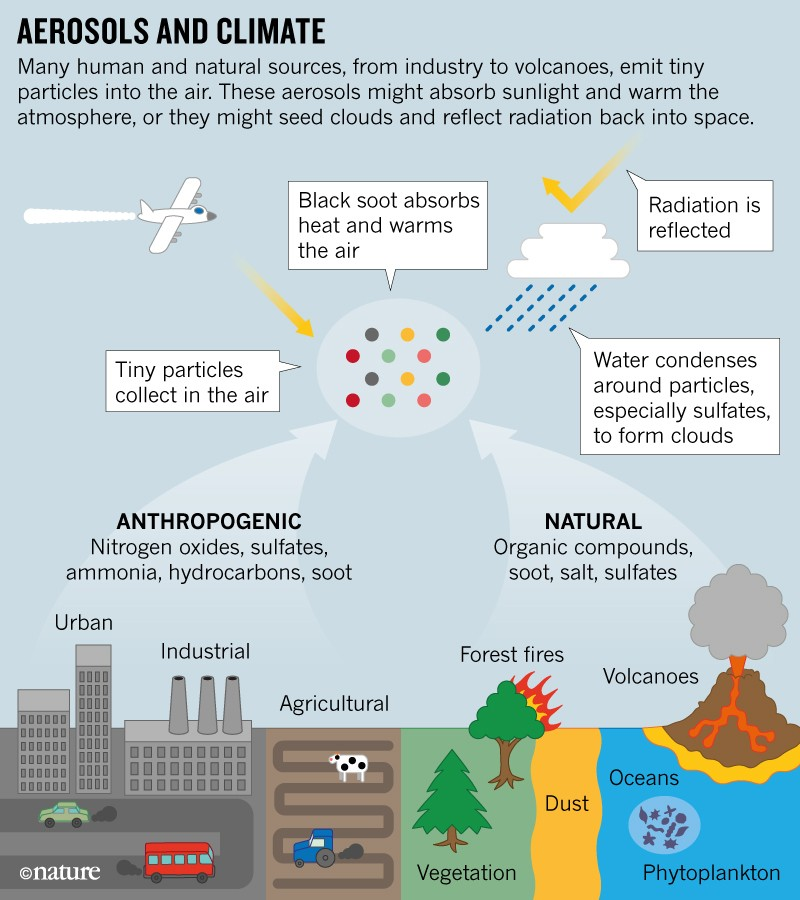 AEROSOLS AND CLIMATE
Many human and natural sources, from industry to volcanoes, emit tiny
particles into the air. These aerosols might absorb sunlight and warm the
atmosphere, or they might seed clouds and reflect radiation back into space.
Black soot absorbs
heat and warms
the air
Radiation is
reflected
Tiny particles
collect in the air
Water condenses
around particles,
especially sulfates,
to form clouds
ANTHROPOGENIC
Nitrogen oxides, sulfates,
ammonia, hydrocarbons, soot
NATURAL
Organic compounds,
soot, salt, sulfates
Urban
Industrial
Agricultural
Forest fires
Volcanoes
Oceans
Dust
Vegetation
Phytoplankton
©nature